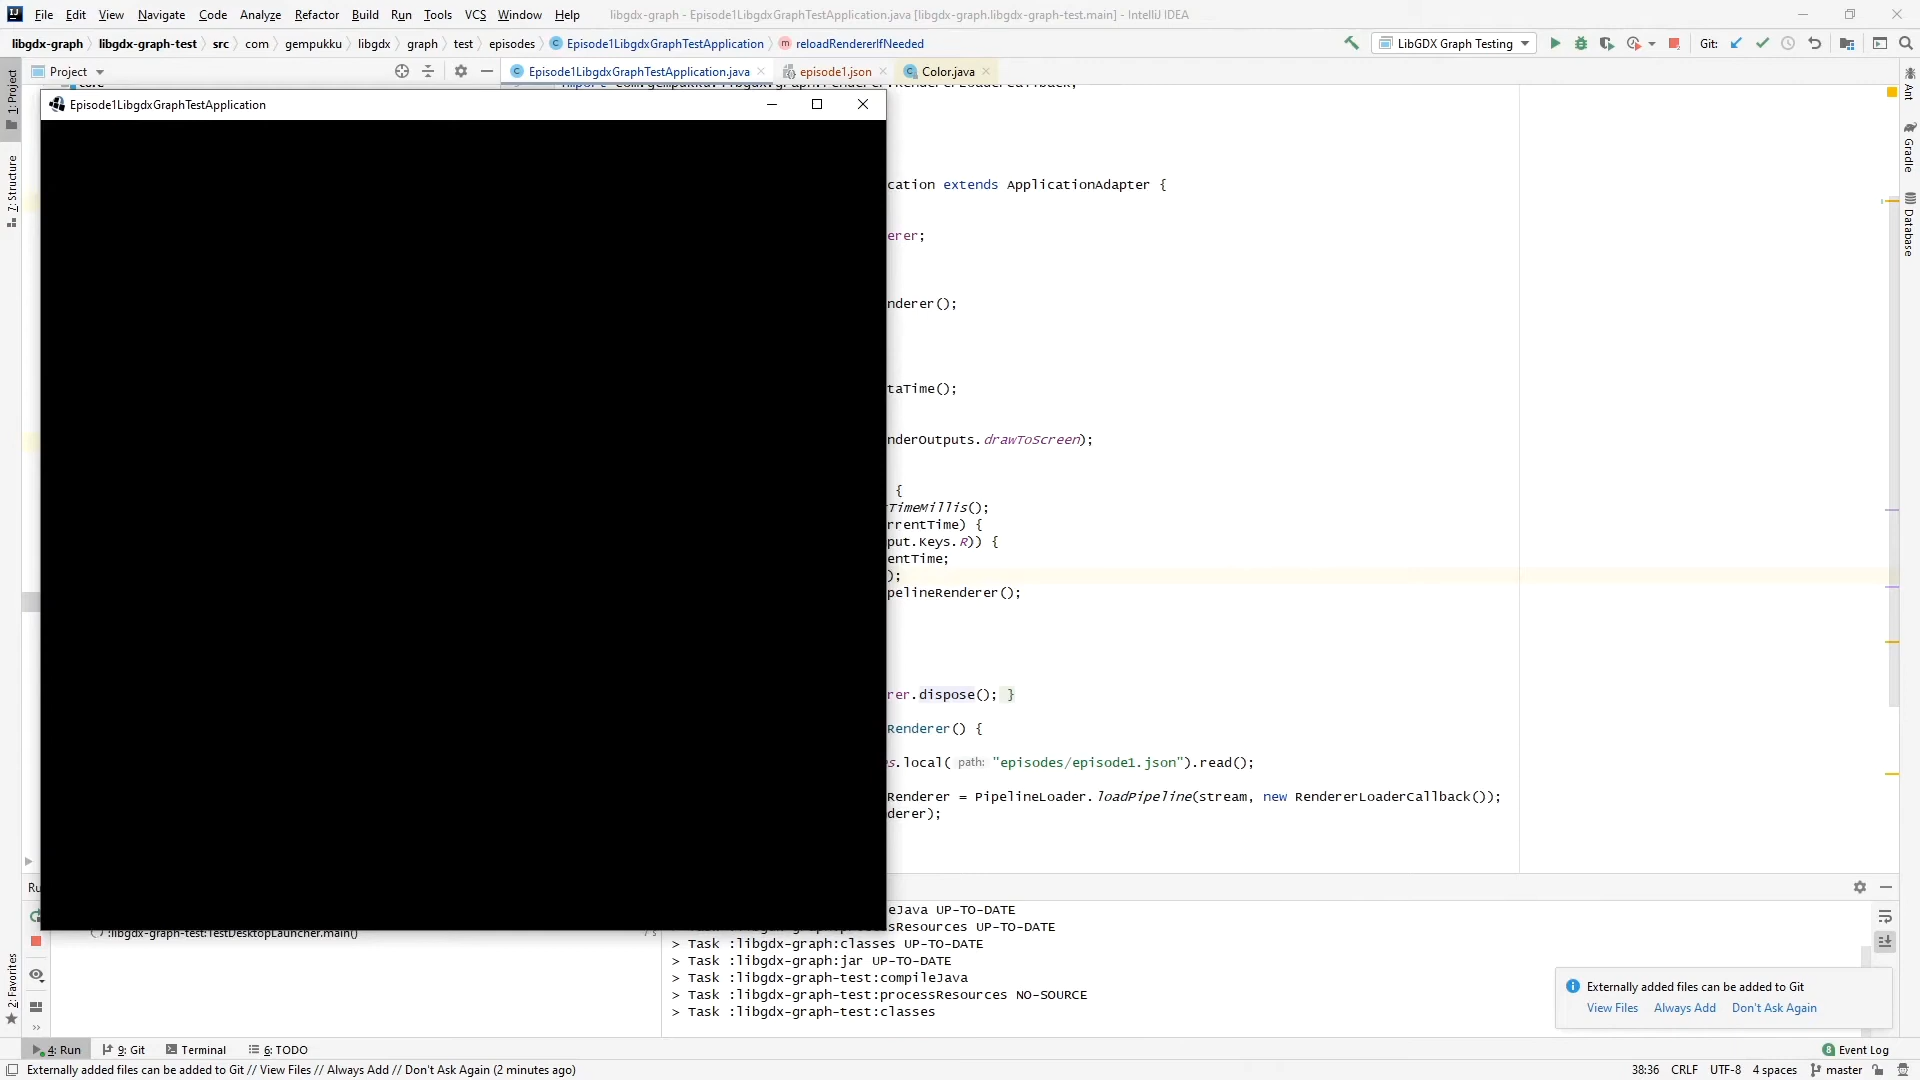 File Edit View Navigate Code Analyze Refactor Build Run Tools VCS Window Help libgdx-graph - Episode1LibgdxGraphTestApplication.java [libgdx-graph.libgdx-graph-test.main] - IntelliJ IDEA
libgdx-graph libgdx-graph-test src com gempukku libgdx graph test episodes Episode1LibgdxGraphTestApplication reloadRendererIfNeeded LibGDX Graph Testing Git:
Project Episode1LibgdxGraphTestApplication.java episode1.json Color.java
Episode1LibgdxGraphTestApplication
1: Project
7: Structure
2: Favorites
Ant
Gradle
Database
cation extends ApplicationAdapter {
erer;
nderer();
taTime();
nderOutputs.drawToScreen);
{
TimeMillis();
rrentTime) {
put.Keys.R)) {
entTime;
);
pelineRenderer();
rer.dispose(); }
Renderer() {
s.local( path: "episodes/episode1.json").read();
Renderer = PipelineLoader.loadPipeline(stream, new RendererLoaderCallback());
derer);
Ru
:libgdx-graph-test:TestDesktopLauncher.main()
eJava UP-TO-DATE
UP-TO-DATE
> Task :libgdx-graph:classes UP-TO-DATE
> Task :libgdx-graph:jar UP-TO-DATE
> Task :libgdx-graph-test:compileJava
> Task :libgdx-graph-test:processResources NO-SOURCE
> Task :libgdx-graph-test:classes
Externally added files can be added to Git
View Files Always Add Don't Ask Again
4: Run 9: Git Terminal 6: TODO 8 Event Log
Externally added files can be added to Git // View Files // Always Add // Don't Ask Again (2 minutes ago) 38:36 CRLF UTF-8 4 spaces master